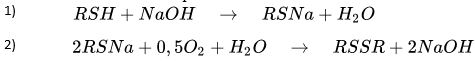 1) RSH + NaOH → RSNa + H₂O
2) 2RSNa + 0,5O₂ + H₂O → RSSR + 2NaOH